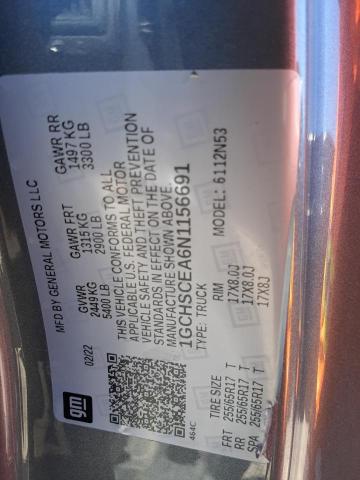 MFD BY GENERAL MOTORS LLC
02/22 GVWR GAWR FRT GAWR RR
2449 KG 1315 KG 1497 KG
5400 LB 2900 LB 3300 LB
THIS VEHICLE CONFORMS TO ALL
APPLICABLE U.S. FEDERAL MOTOR
VEHICLE SAFETY AND THEFT PREVENTION
STANDARDS IN EFFECT ON THE DATE OF
MANUFACTURE SHOWN ABOVE.
1GCHSCEA6N1156691
TYPE: TRUCK 6112N53
gm
464C
TIRE SIZE RIM
FRT 255/65R17 T 17X8.0J
RR 255/65R17 T 17X8.0J
SPA 255/65R17 T 17X8J